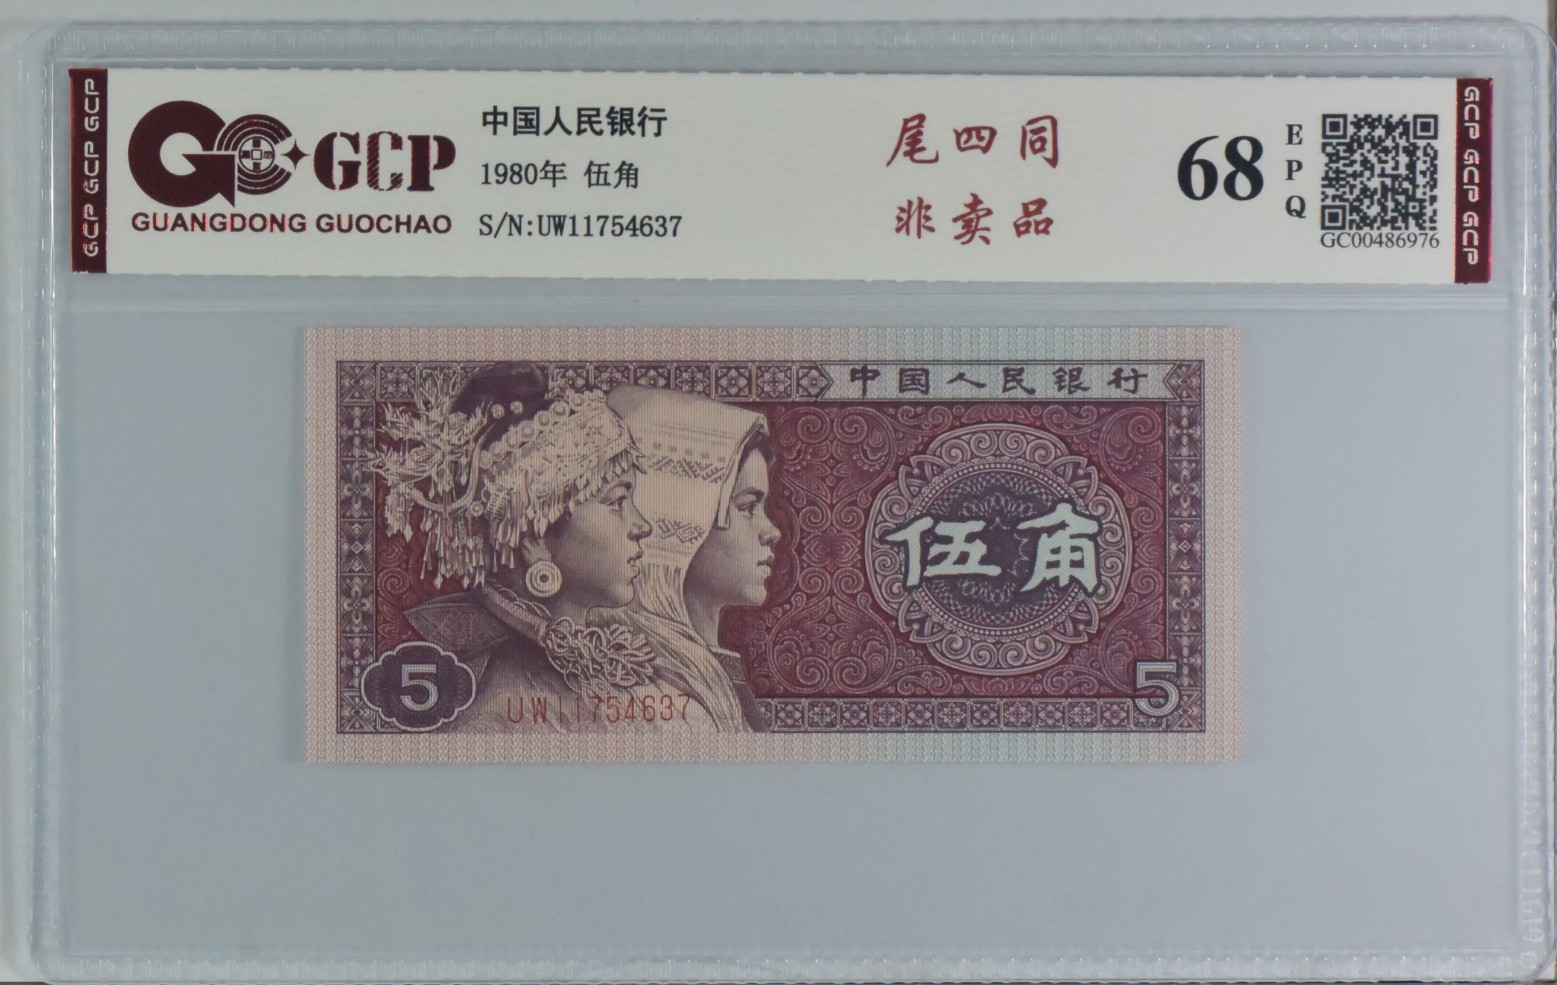 GCP GCP GCP
GCP
GUANGDONG GUOCHAO
中国人民银行
1980年 伍角
S/N:UW11754637
尾四同
非卖品
68
EPQ
GC00486976
GCP GCP GCP
中国人民银行
伍角
5
UW11754637
5